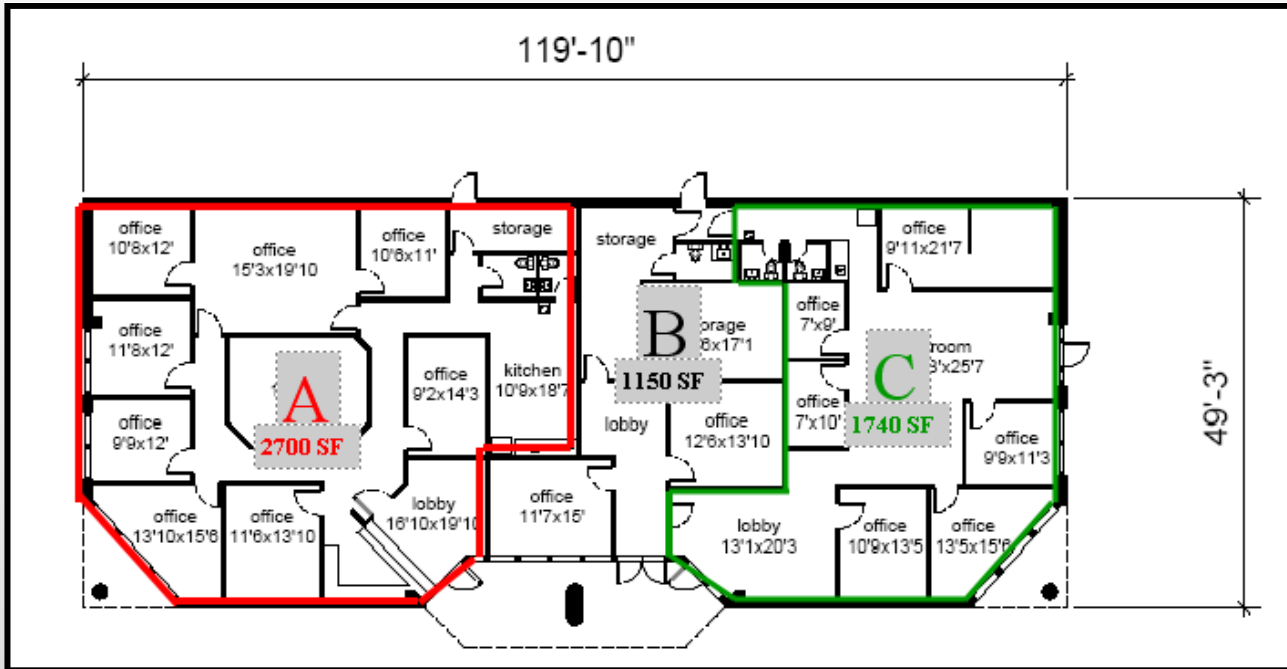 119'-10"
49'-3"
office
10'8x12'
office
15'3x19'10
office
10'6x11'
storage
storage
office
9'11x21'7
office
11'8x12'
office
9'9x12'
A
2700 SF
office
9'2x14'3
kitchen
10'9x18'7
B
1150 SF
lobby
office
12'6x13'10
office
7'x9'
office
7'x10'
C
1740 SF
office
9'9x11'3
office
13'10x15'6
office
11'6x13'10
lobby
16'10x19'10
office
11'7x15'
lobby
13'1x20'3
office
10'9x13'5
office
13'5x15'6